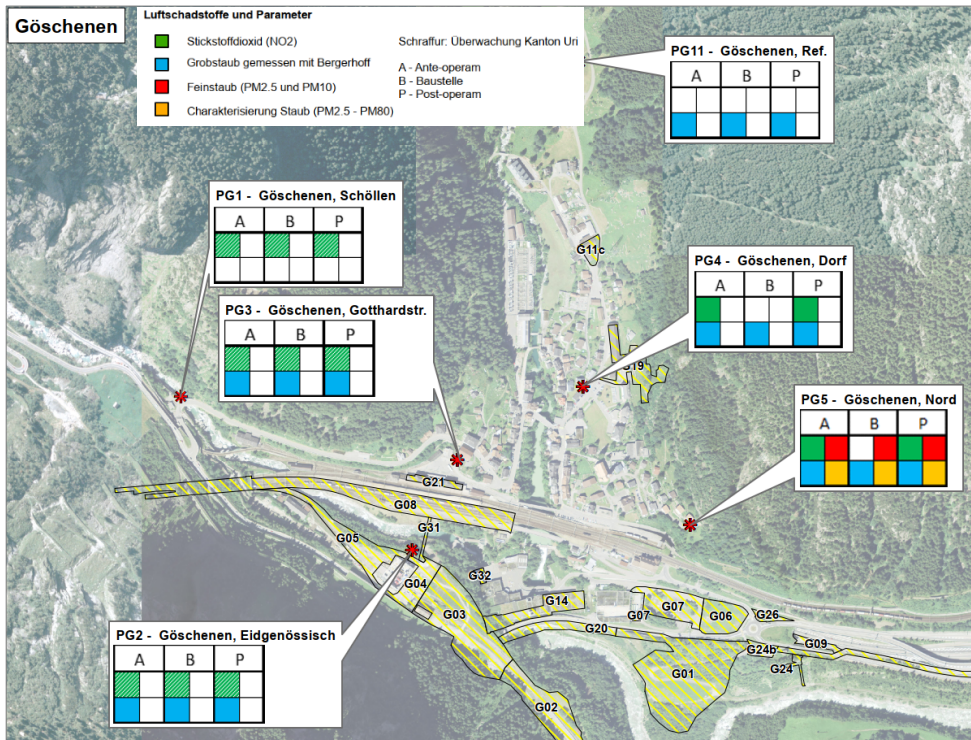 Göschenen
Luftschadstoffe und Parameter
Stickstoffdioxid (NO2)
Schraffur: Überwachung Kanton Uri
Grobstaub gemessen mit Bergerhoff
A - Ante-operam
B - Baustelle
P - Post-operam
Feinstaub (PM2.5 und PM10)
Charakterisierung Staub (PM2.5 - PM80)
PG11 - Göschenen, Ref.
A B P
PG1 - Göschenen, Schöllen
A B P
G11c
PG4 - Göschenen, Dorf
A B P
PG3 - Göschenen, Gotthardstr.
A B P
G19
PG5 - Göschenen, Nord
A B P
G21
G08
G31
G05
G04
G32
G03
G14
G07
G07
G06
G26
G20
G09
G24b
G24
G01
G02
PG2 - Göschenen, Eidgenössisch
A B P